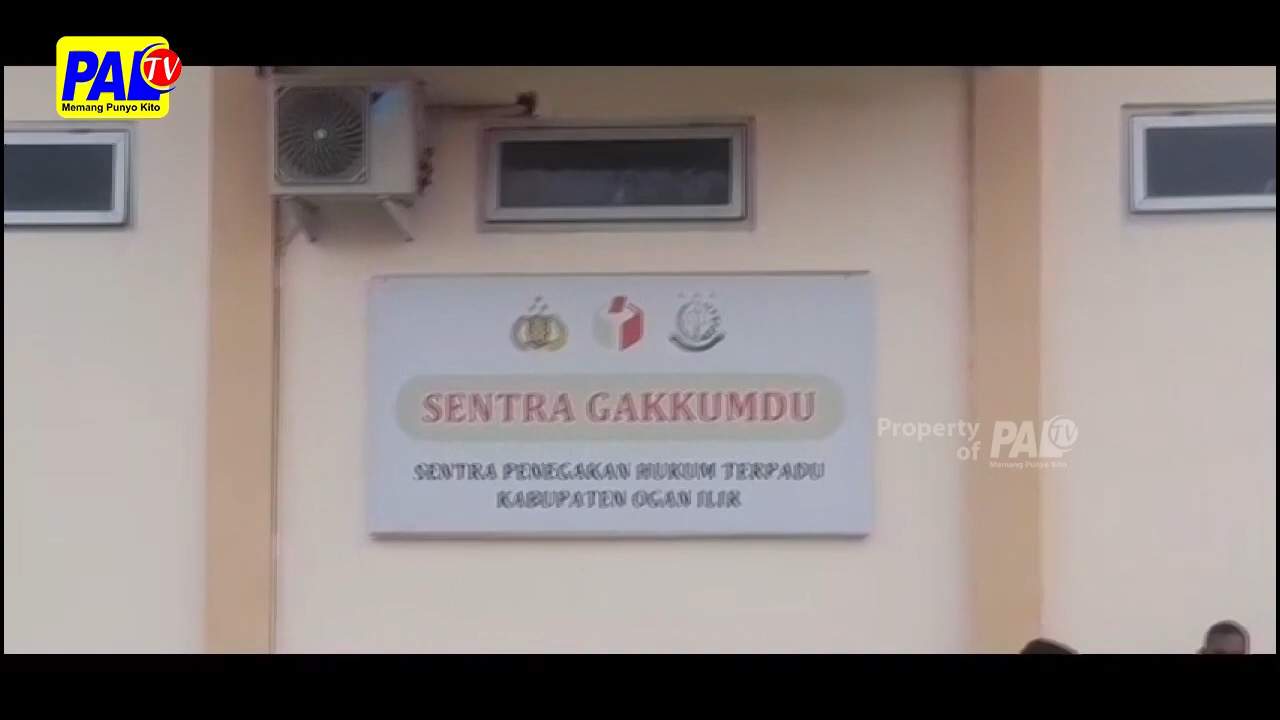 PAL TV
Memang Punyo Kito
SENTRA GAKKUMDU
SENTRA PENEGAKAN HUKUM TERPADU
KABUPATEN OGAN ILIR
Property
of
PAL TV
Memang Punyo Kito